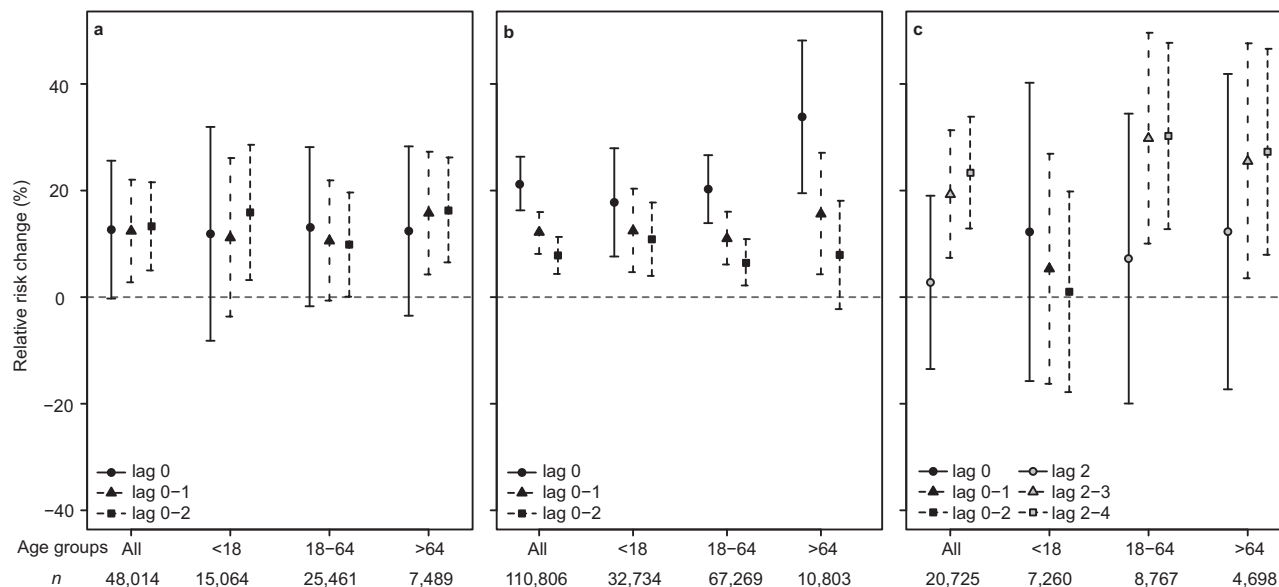 a
b
c
40
20
0
−20
−40
Relative risk change (%)
lag 0
lag 0−1
lag 0−2
lag 0
lag 0−1
lag 0−2
lag 0 lag 2
lag 0−1 lag 2−3
lag 0−2 lag 2−4
Age groups All <18 18−64 >64 All <18 18−64 >64 All <18 18−64 >64
n 48,014 15,064 25,461 7,489 110,806 32,734 67,269 10,803 20,725 7,260 8,767 4,698